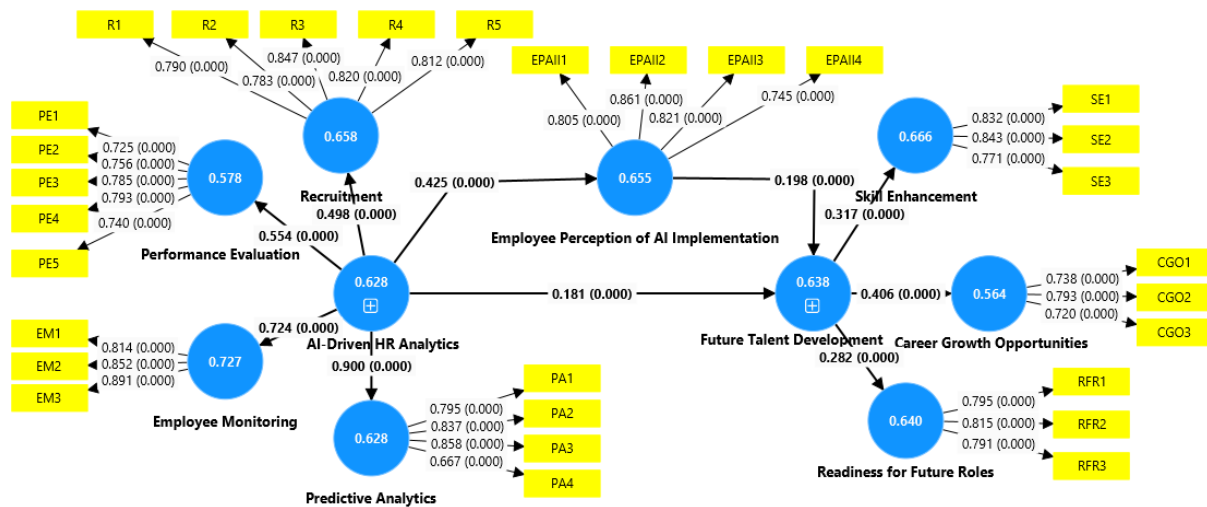 R1
R2
R3
R4
R5
0.790 (0.000)
0.783 (0.000)
0.847 (0.000)
0.820 (0.000)
0.812 (0.000)
0.658
Recruitment
EPAII1
EPAII2
EPAII3
EPAII4
0.805 (0.000)
0.861 (0.000)
0.821 (0.000)
0.745 (0.000)
0.655
Employee Perception of AI Implementation
PE1
PE2
PE3
PE4
PE5
0.725 (0.000)
0.756 (0.000)
0.785 (0.000)
0.793 (0.000)
0.740 (0.000)
0.578
Performance Evaluation
SE1
SE2
SE3
0.832 (0.000)
0.843 (0.000)
0.771 (0.000)
0.666
Skill Enhancement
0.498 (0.000)
0.554 (0.000)
0.425 (0.000)
0.198 (0.000)
0.317 (0.000)
0.628
AI-Driven HR Analytics
0.181 (0.000)
0.638
Future Talent Development
0.406 (0.000)
0.564
Career Growth Opportunities
CGO1
CGO2
CGO3
0.738 (0.000)
0.793 (0.000)
0.720 (0.000)
0.724 (0.000)
0.900 (0.000)
0.282 (0.000)
EM1
EM2
EM3
0.814 (0.000)
0.852 (0.000)
0.891 (0.000)
0.727
Employee Monitoring
PA1
PA2
PA3
PA4
0.795 (0.000)
0.837 (0.000)
0.858 (0.000)
0.667 (0.000)
0.628
Predictive Analytics
RFR1
RFR2
RFR3
0.795 (0.000)
0.815 (0.000)
0.791 (0.000)
0.640
Readiness for Future Roles